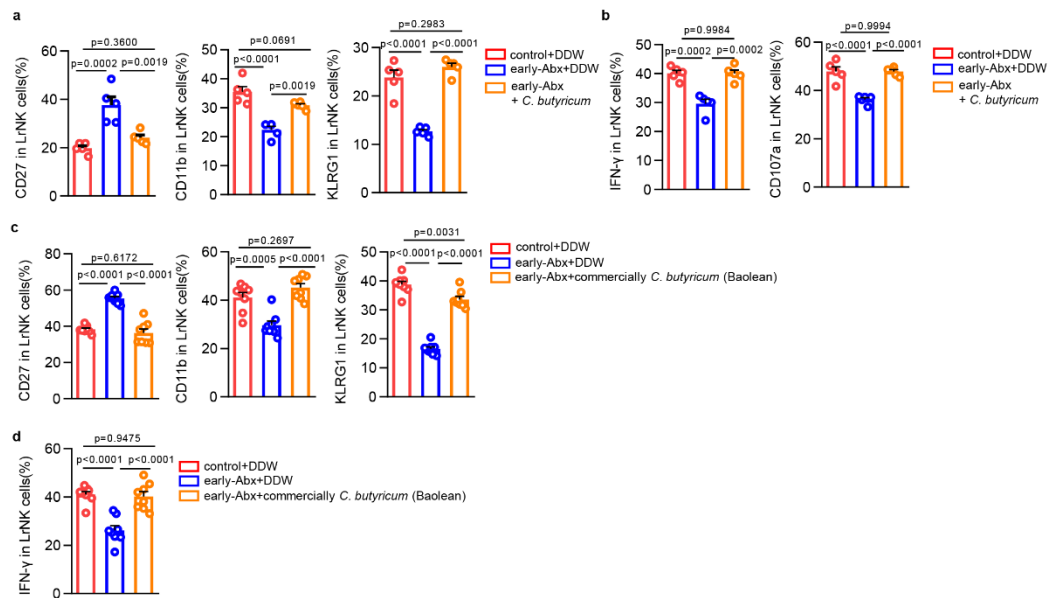 a
p=0.3600
p=0.0002 p=0.0019
CD27 in LrNK cells(%)
60
40
20
0
p=0.0691
p<0.0001
p=0.0019
CD11b in LrNK cells(%)
50
40
30
20
10
0
p=0.2983
p<0.0001 p<0.0001
KLRG1 in LrNK cells(%)
30
20
10
0
control+DDW
early-Abx+DDW
early-Abx
+ C. butyricum
b
p=0.9984
p=0.0002 p=0.0002
IFN-γ in LrNK cells(%)
50
40
30
20
10
0
p=0.9994
p<0.0001 p<0.0001
CD107a in LrNK cells(%)
60
40
20
0
control+DDW
early-Abx+DDW
early-Abx
+ C. butyricum
c
p=0.6172
p<0.0001 p<0.0001
CD27 in LrNK cells(%)
80
60
40
20
0
p=0.2697
p=0.0005 p<0.0001
CD11b in LrNK cells(%)
60
40
20
0
p=0.0031
p<0.0001 p<0.0001
KLRG1 in LrNK cells(%)
50
40
30
20
10
0
control+DDW
early-Abx+DDW
early-Abx+commercially C. butyricum (Baolean)
d
p=0.9475
p<0.0001 p<0.0001
IFN-γ in LrNK cells(%)
60
40
20
0
control+DDW
early-Abx+DDW
early-Abx+commercially C. butyricum (Baolean)